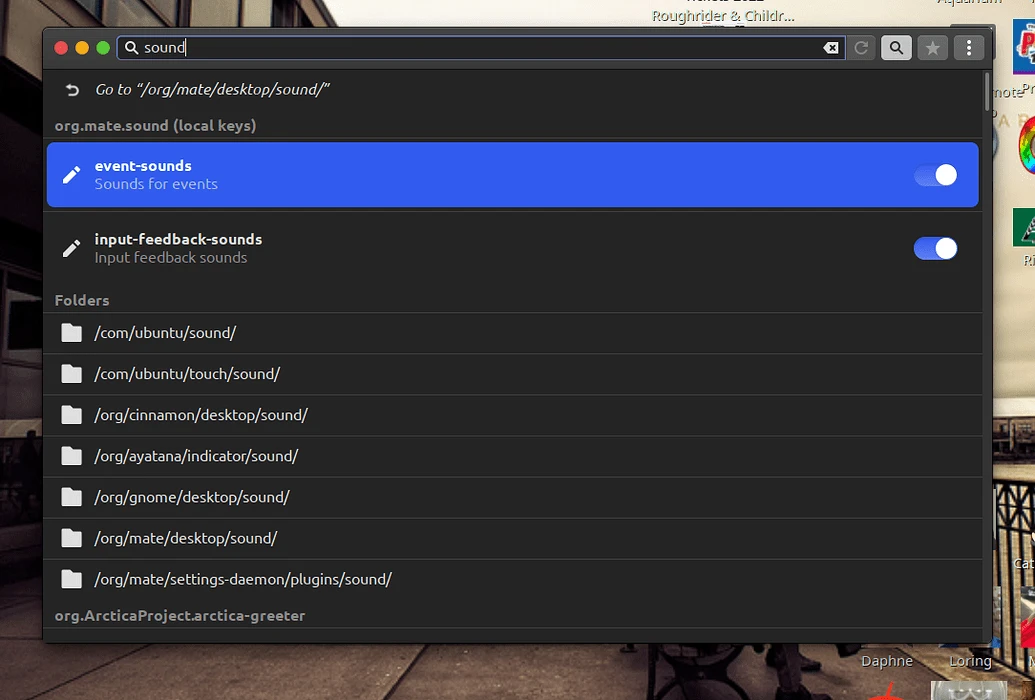 Roughrider & Childr...
sound
Go to “/org/mate/desktop/sound/”
org.mate.sound (local keys)
event-sounds
Sounds for events
input-feedback-sounds
Input feedback sounds
Folders
/com/ubuntu/sound/
/com/ubuntu/touch/sound/
/org/cinnamon/desktop/sound/
/org/ayatana/indicator/sound/
/org/gnome/desktop/sound/
/org/mate/desktop/sound/
/org/mate/settings-daemon/plugins/sound/
org.ArcticaProject.arctica-greeter
Daphne
Loring